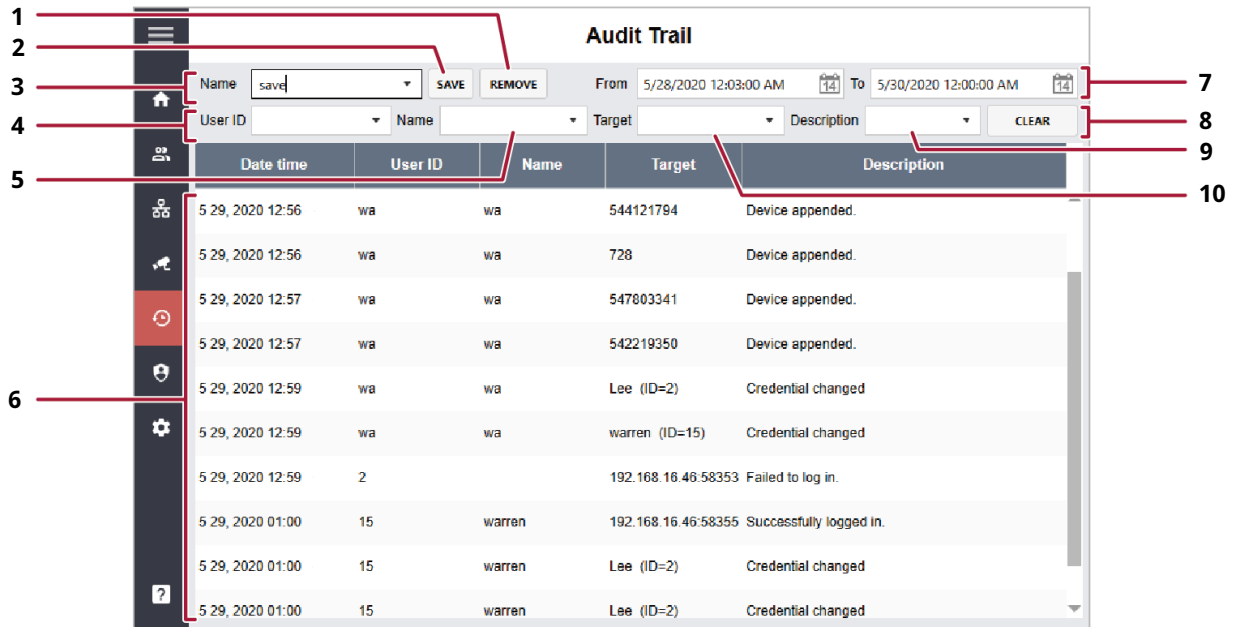 Audit Trail
Name save SAVE REMOVE From 5/28/2020 12:03:00 AM 14 To 5/30/2020 12:00:00 AM 14
User ID Name Target Description CLEAR
Date time User ID Name Target Description
5 29, 2020 12:56 wa wa 544121794 Device appended.
5 29, 2020 12:56 wa wa 728 Device appended.
5 29, 2020 12:57 wa wa 547803341 Device appended.
5 29, 2020 12:57 wa wa 542219350 Device appended.
5 29, 2020 12:59 wa wa Lee (ID=2) Credential changed
5 29, 2020 12:59 wa wa warren (ID=15) Credential changed
5 29, 2020 12:59 2 192.168.16.46:58353 Failed to log in.
5 29, 2020 01:00 15 warren 192.168.16.46:58355 Successfully logged in.
5 29, 2020 01:00 15 warren Lee (ID=2) Credential changed
5 29, 2020 01:00 15 warren Lee (ID=2) Credential changed
?
1
2
3
4
5
6
7
8
9
10